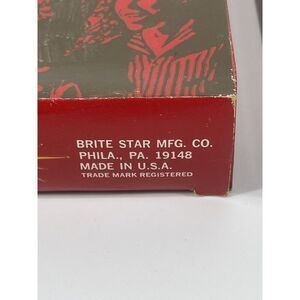 BRITE STAR MFG. CO.
PHILA., PA. 19148
MADE IN U.S.A.
TRADE MARK REGISTERED